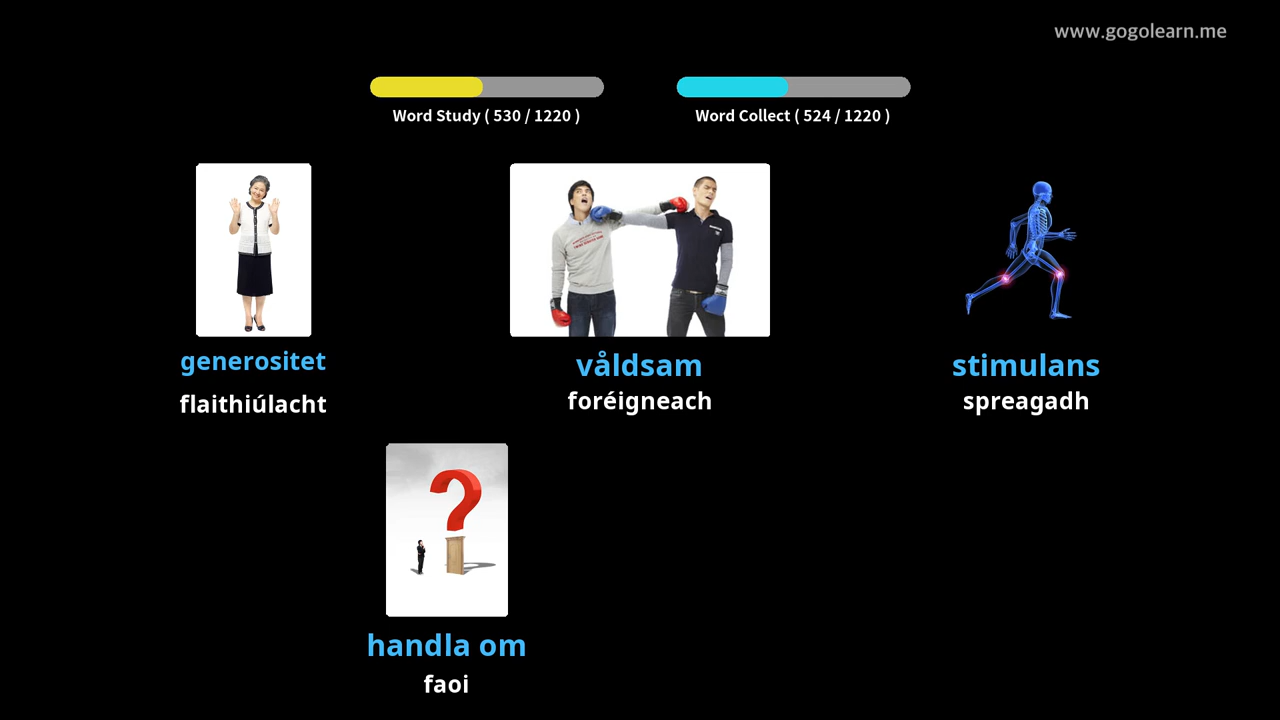 www.gogolearn.me
Word Study ( 530 / 1220 )
Word Collect ( 524 / 1220 )
generositet
flaithiúlacht
våldsam
foréigneach
stimulans
spreagadh
handla om
faoi